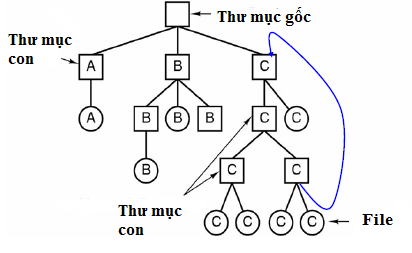 Thư mục gốc
Thư mục
con
A B C
A B B B C C
B C C
Thư mục
con
C C C C
File